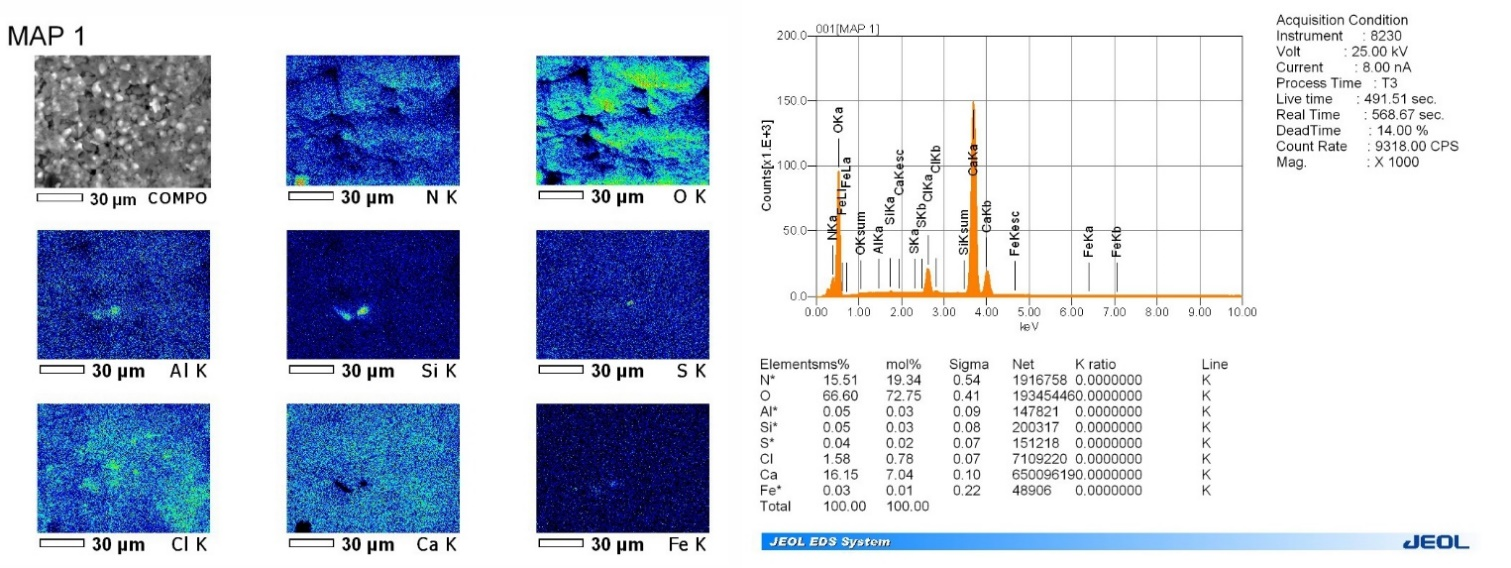 MAP 1
30 µm COMPO
30 µm N K
30 µm O K
30 µm Al K
30 µm Si K
30 µm S K
30 µm Cl K
30 µm Ca K
30 µm Fe K
001[MAP 1]
Counts[x1.E+3]
200.0
150.0
100.0
50.0
0.0
NKa
OKa
FeLl
FeLa
OKsum
AlKa
SiKa
CaKesc
SKa
SKb
ClKa
ClKb
SiKsum
CaKa
CaKb
FeKesc
FeKa
FeKb
0.00 1.00 2.00 3.00 4.00 5.00 6.00 7.00 8.00 9.00 10.00
keV
Acquisition Condition
Instrument : 8230
Volt : 25.00 kV
Current : 8.00 nA
Process Time : T3
Live time : 491.51 sec.
Real Time : 568.67 sec.
DeadTime : 14.00 %
Count Rate : 9318.00 CPS
Mag. : X 1000
Elementsms% mol% Sigma Net K ratio Line
N* 15.51 19.34 0.54 1916758 0.0000000 K
O 66.60 72.75 0.41 193454460.0000000 K
Al* 0.05 0.03 0.09 147821 0.0000000 K
Si* 0.05 0.03 0.08 200317 0.0000000 K
S* 0.04 0.02 0.07 151218 0.0000000 K
Cl 1.58 0.78 0.07 7109220 0.0000000 K
Ca 16.15 7.04 0.10 650096190.0000000 K
Fe* 0.03 0.01 0.22 48906 0.0000000 K
Total 100.00 100.00
JEOL EDS System
JEOL